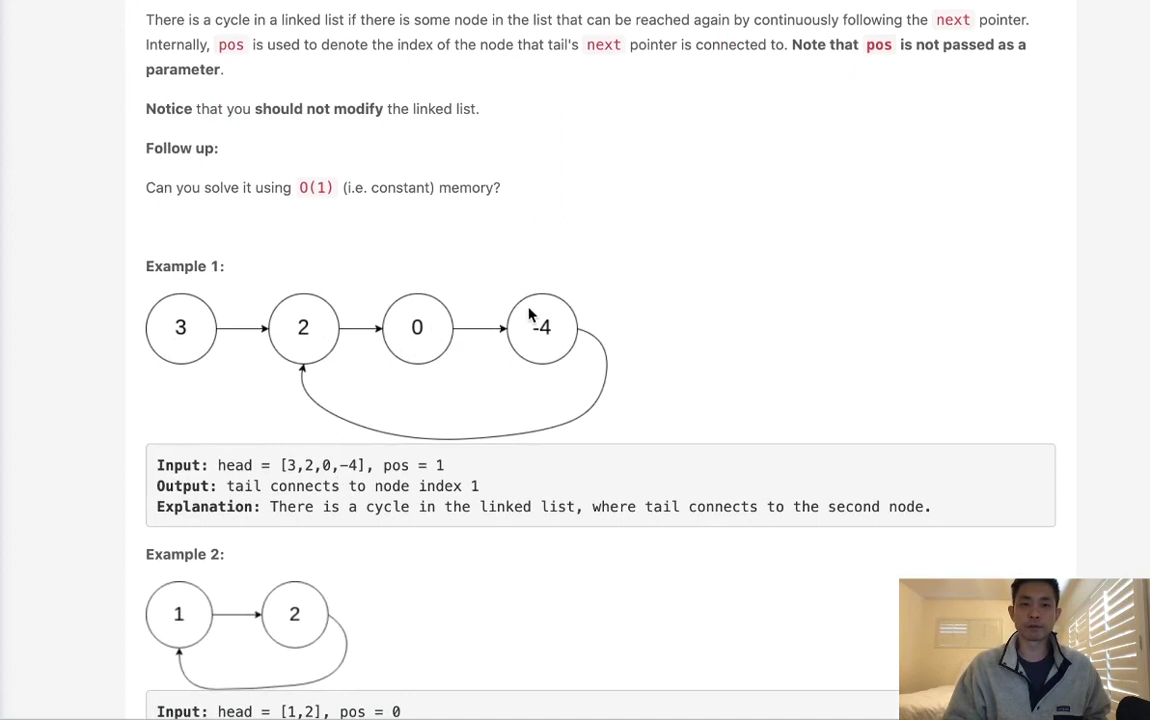 There is a cycle in a linked list if there is some node in the list that can be reached again by continuously following the next pointer.
Internally, pos is used to denote the index of the node that tail's next pointer is connected to. Note that pos is not passed as a
parameter.
Notice that you should not modify the linked list.
Follow up:
Can you solve it using O(1) (i.e. constant) memory?
Example 1:
3 2 0 -4
Input: head = [3,2,0,-4], pos = 1
Output: tail connects to node index 1
Explanation: There is a cycle in the linked list, where tail connects to the second node.
Example 2:
1 2
Input: head = [1,2], pos = 0